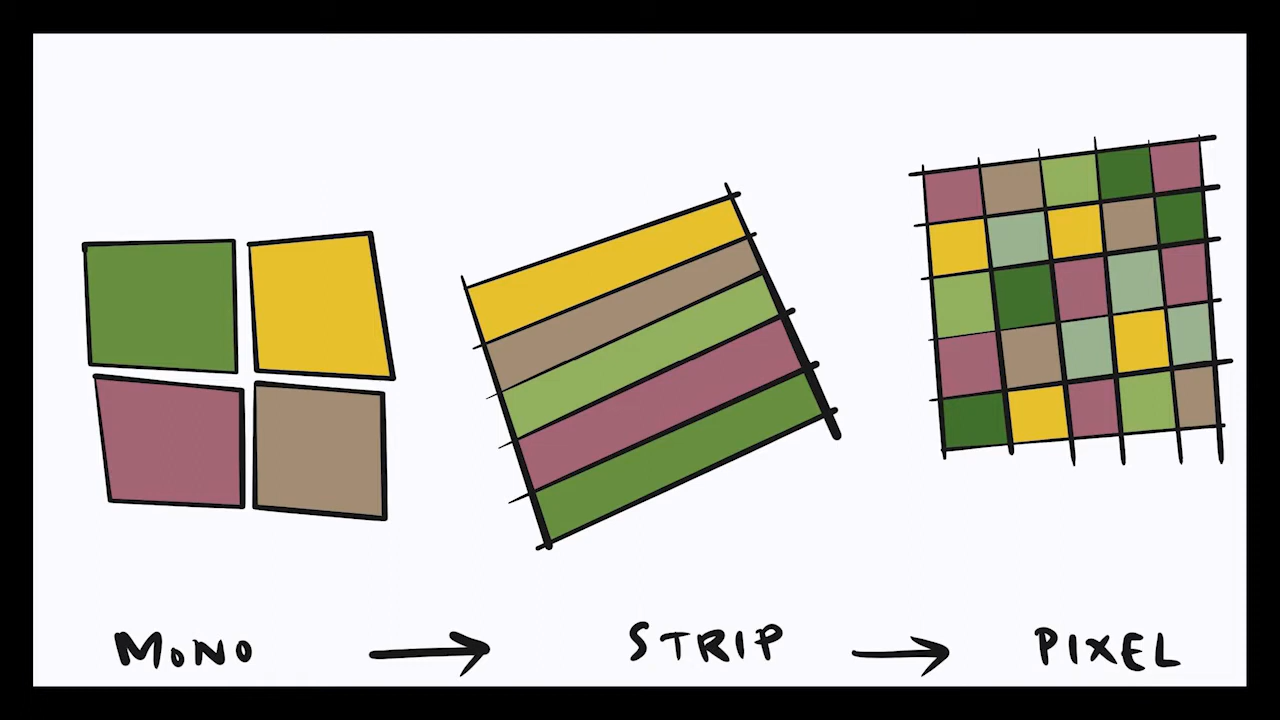 MONO → STRIP → PIXEL